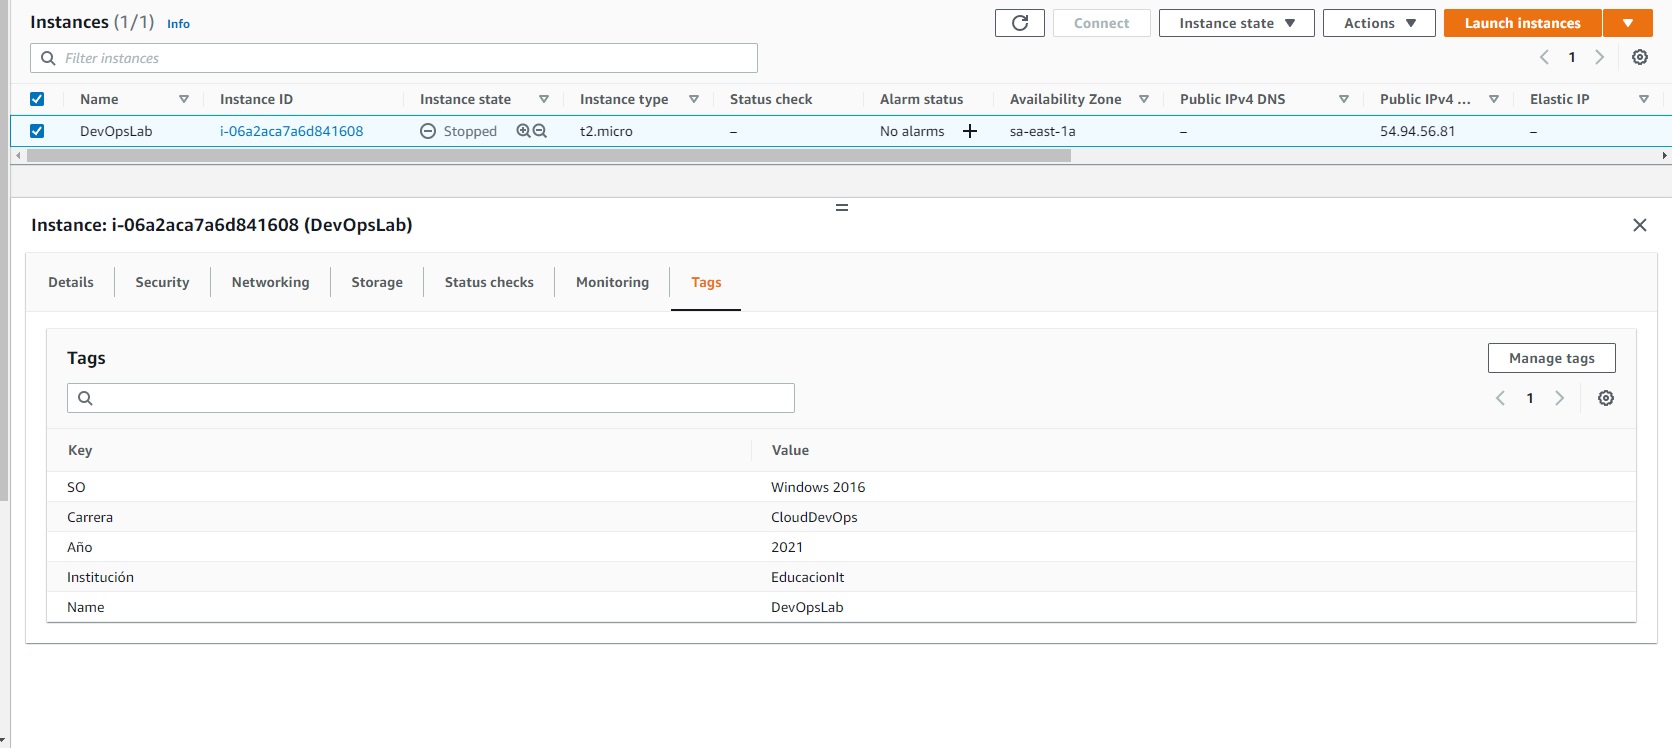 Instances (1/1) Info Connect Instance state Actions Launch instances
Filter instances 1
Name Instance ID Instance state Instance type Status check Alarm status Availability Zone Public IPv4 DNS Public IPv4 ... Elastic IP
DevOpsLab i-06a2aca7a6d841608 Stopped t2.micro – No alarms + sa-east-1a – 54.94.56.81 –
Instance: i-06a2aca7a6d841608 (DevOpsLab)
Details Security Networking Storage Status checks Monitoring Tags
Tags Manage tags
1
Key Value
SO Windows 2016
Carrera CloudDevOps
Año 2021
Institución EducacionIt
Name DevOpsLab